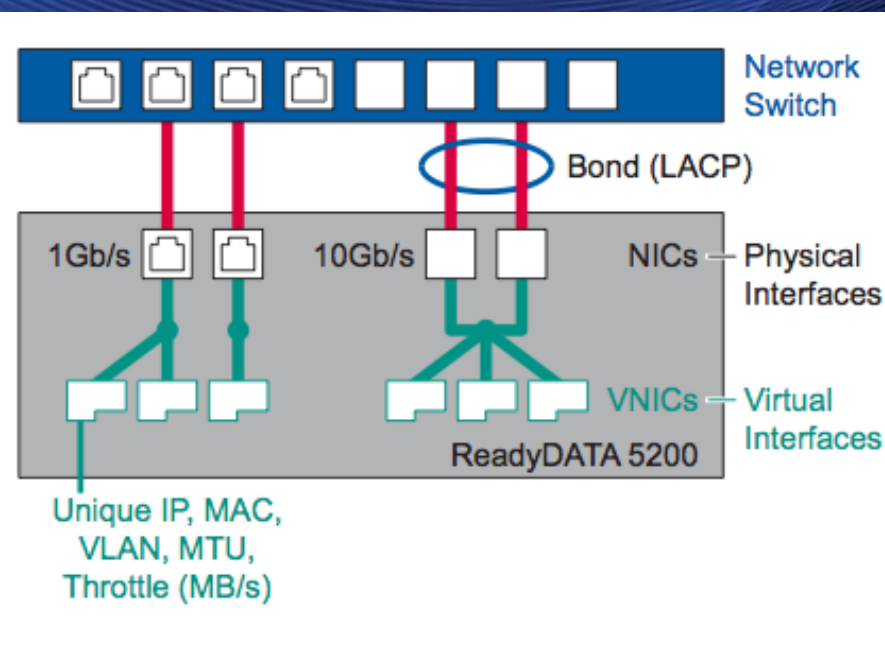 Network
Switch
Bond (LACP)
1Gb/s
10Gb/s
NICs
Physical
Interfaces
VNICs
Virtual
Interfaces
ReadyDATA 5200
Unique IP, MAC,
VLAN, MTU,
Throttle (MB/s)